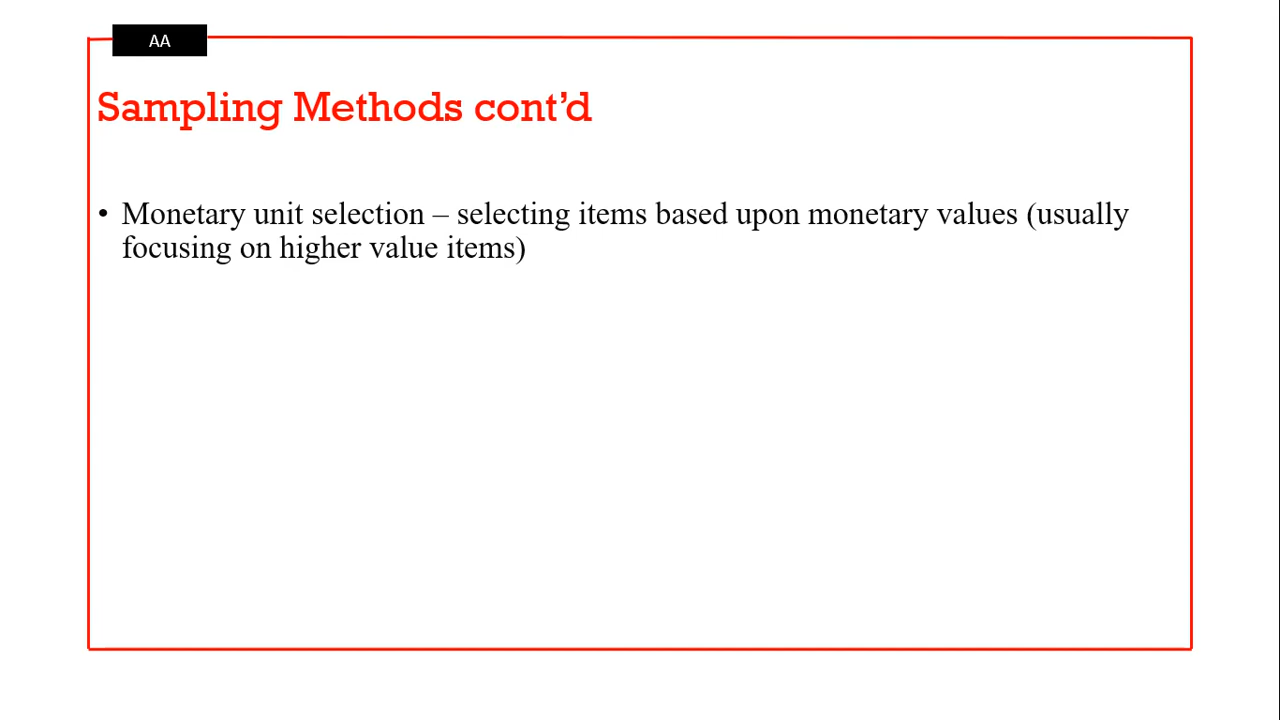 AA
Sampling Methods cont’d
• Monetary unit selection – selecting items based upon monetary values (usually
focusing on higher value items)